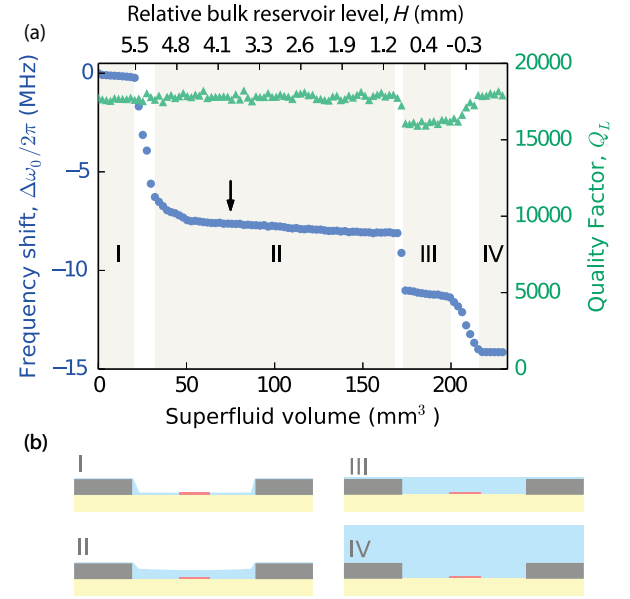 Relative bulk reservoir level, H (mm)
(a)
5.5 4.8 4.1 3.3 2.6 1.9 1.2 0.4 −0.3
0 20000
−5 15000
−10 10000
−15 5000
0
Frequency shift, Δω₀/2π (MHz)
Quality Factor, Q_L
I II III IV
0 50 100 150 200
Superfluid volume (mm³ )
(b)
I III
II IV